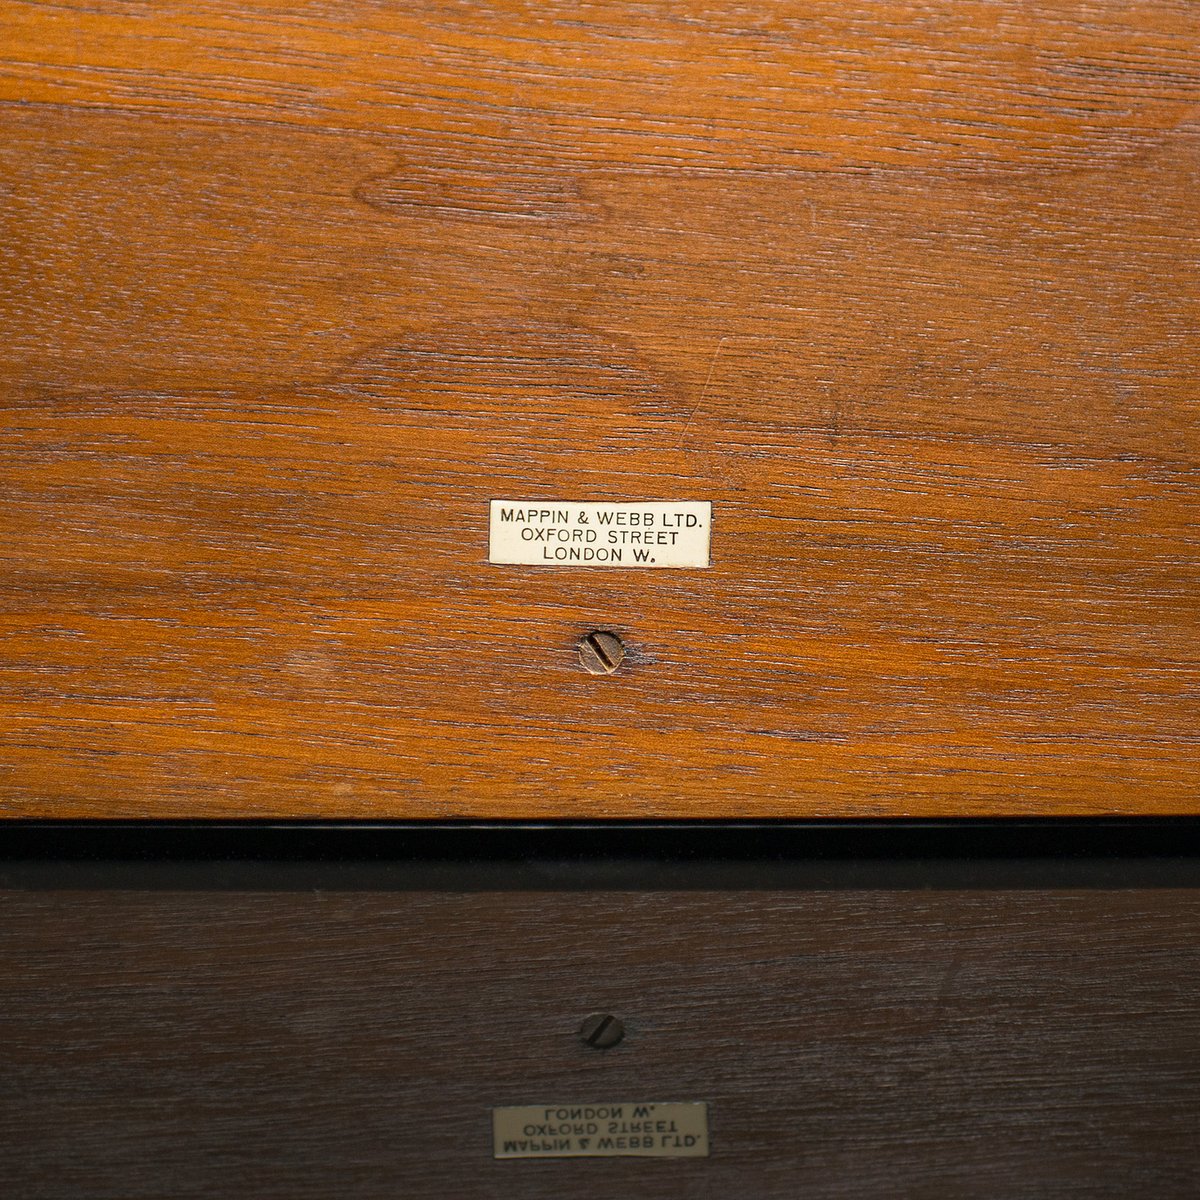 MAPPIN & WEBB LTD.
OXFORD STREET
LONDON W.